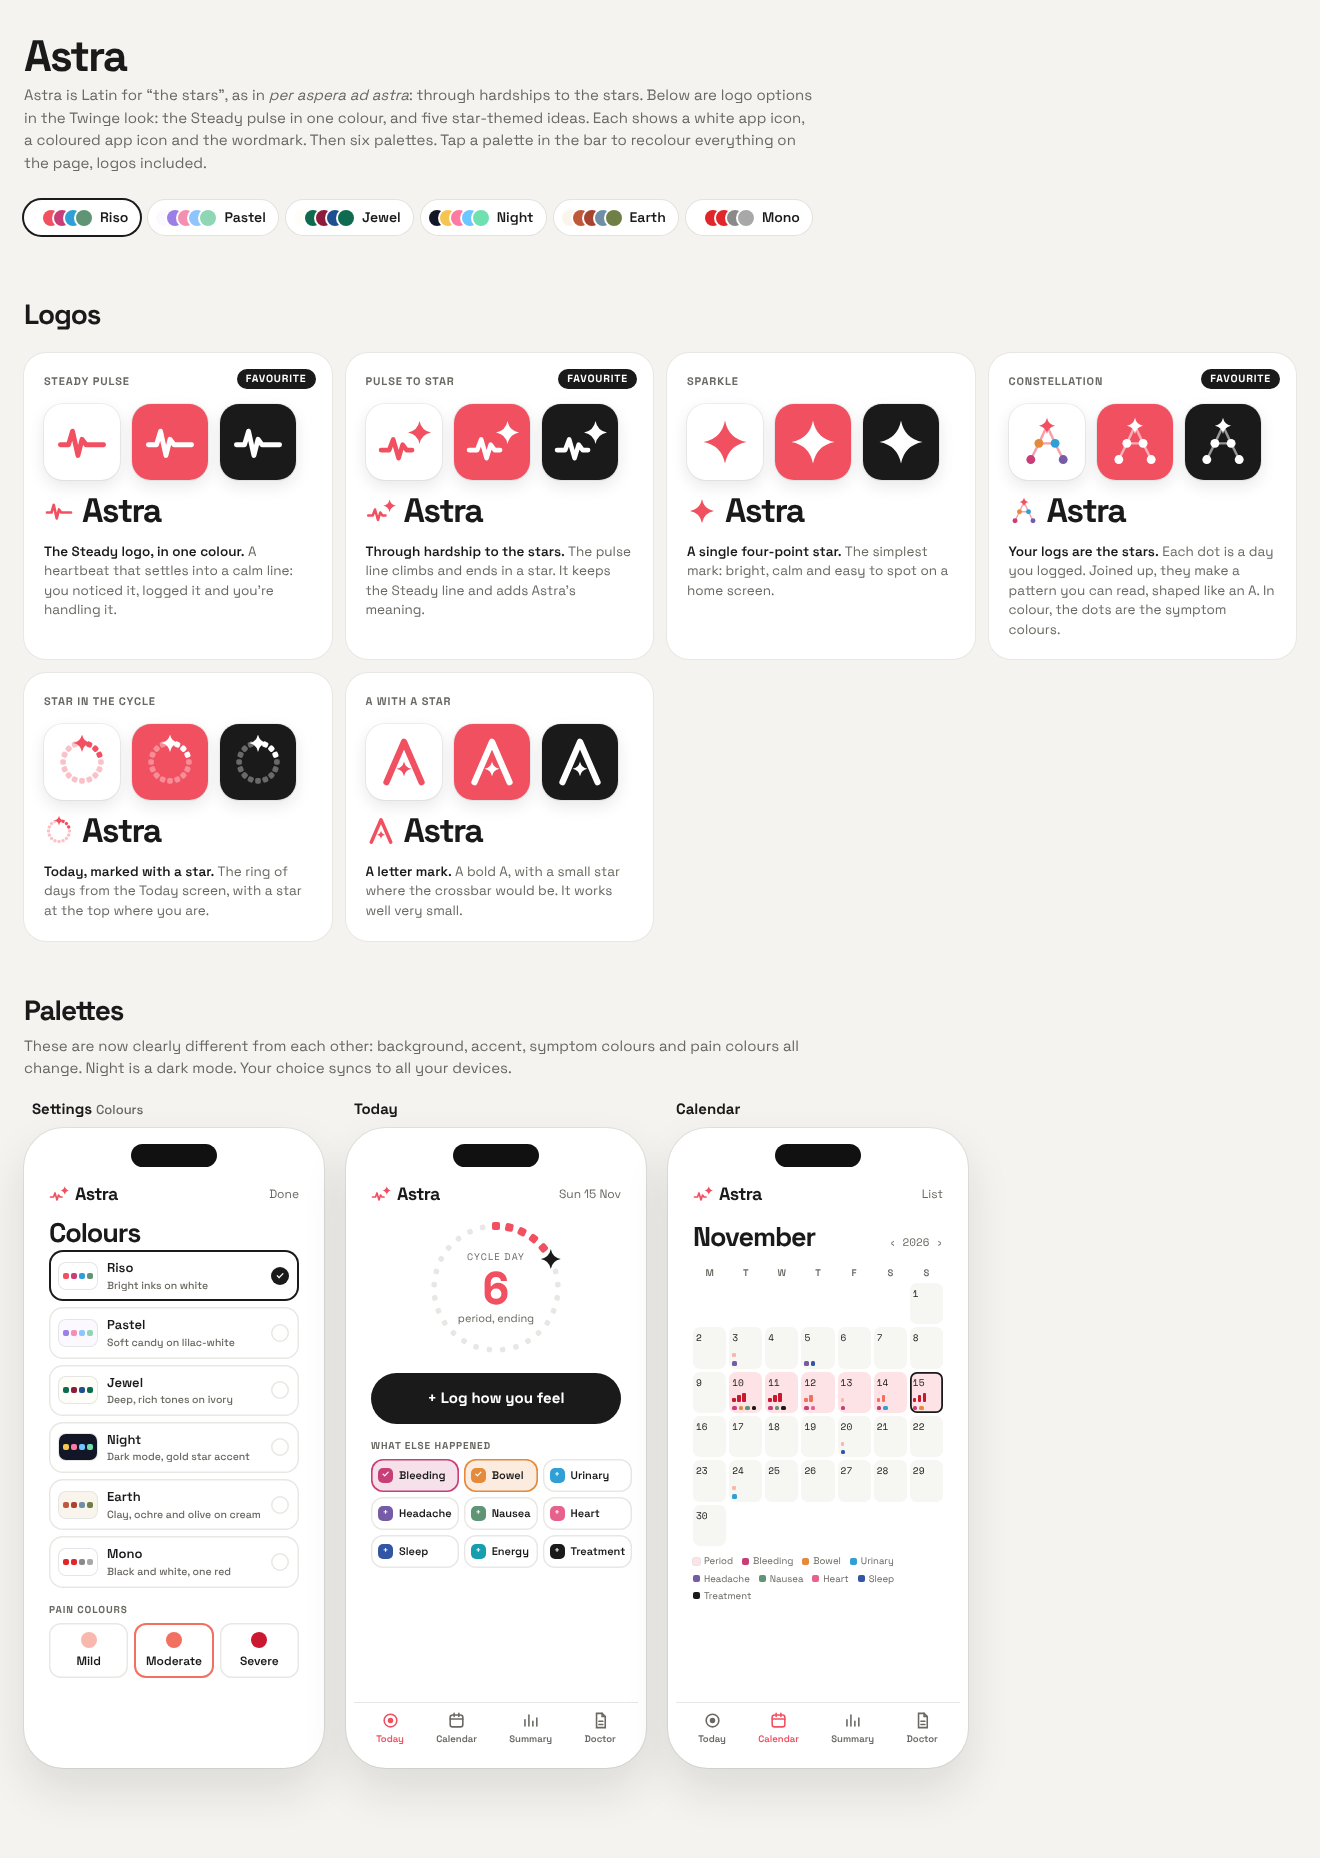 Astra
Astra is Latin for “the stars”, as in per aspera ad astra: through hardships to the stars. Below are logo options
in the Twinge look: the Steady pulse in one colour, and five star-themed ideas. Each shows a white app icon,
a coloured app icon and the wordmark. Then six palettes. Tap a palette in the bar to recolour everything on
the page, logos included.
Riso
Pastel
Jewel
Night
Earth
Mono
Logos
STEADY PULSE
FAVOURITE
Astra
The Steady logo, in one colour. A
heartbeat that settles into a calm line:
you noticed it, logged it and you’re
handling it.
PULSE TO STAR
FAVOURITE
Astra
Through hardship to the stars. The pulse
line climbs and ends in a star. It keeps
the Steady line and adds Astra’s
meaning.
SPARKLE
Astra
A single four-point star. The simplest
mark: bright, calm and easy to spot on a
home screen.
CONSTELLATION
FAVOURITE
Astra
Your logs are the stars. Each dot is a day
you logged. Joined up, they make a
pattern you can read, shaped like an A. In
colour, the dots are the symptom
colours.
STAR IN THE CYCLE
Astra
Today, marked with a star. The ring of
days from the Today screen, with a star
at the top where you are.
A WITH A STAR
Astra
A letter mark. A bold A, with a small star
where the crossbar would be. It works
well very small.
Palettes
These are now clearly different from each other: background, accent, symptom colours and pain colours all
change. Night is a dark mode. Your choice syncs to all your devices.
Settings Colours
Astra
Done
Colours
Riso
Bright inks on white
Pastel
Soft candy on lilac-white
Jewel
Deep, rich tones on ivory
Night
Dark mode, gold star accent
Earth
Clay, ochre and olive on cream
Mono
Black and white, one red
PAIN COLOURS
Mild
Moderate
Severe
Today
Astra
Sun 15 Nov
CYCLE DAY
6
period, ending
+ Log how you feel
WHAT ELSE HAPPENED
Bleeding
Bowel
Urinary
Headache
Nausea
Heart
Sleep
Energy
Treatment
Today
Calendar
Summary
Doctor
Calendar
Astra
List
November
‹ 2026 ›
M T W T F S S
1
2 3 4 5 6 7 8
9 10 11 12 13 14 15
16 17 18 19 20 21 22
23 24 25 26 27 28 29
30
Period Bleeding Bowel Urinary
Headache Nausea Heart Sleep
Treatment
Today
Calendar
Summary
Doctor